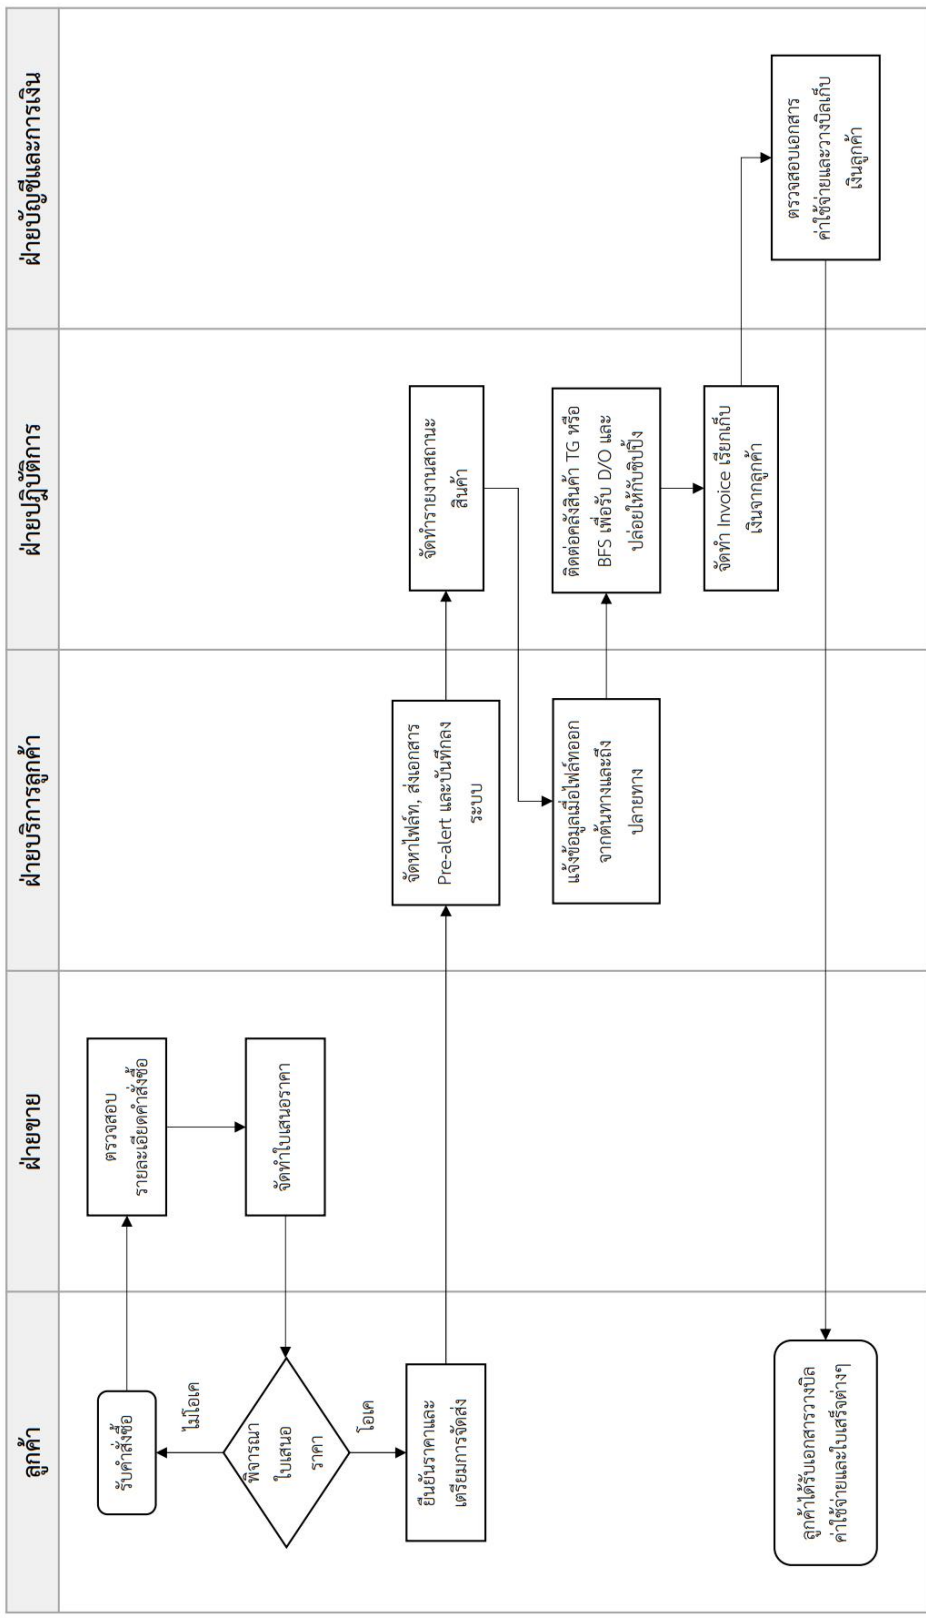 ลูกค้า
ฝ่ายขาย
ฝ่ายบริการลูกค้า
ฝ่ายปฏิบัติการ
ฝ่ายบัญชีและการเงิน
รับคำสั่งซื้อ
ตรวจสอบ
รายละเอียดคำสั่งซื้อ
ไม่โอเค
จัดทำใบเสนอราคา
พิจารณา
ใบเสนอ
ราคา
โอเค
ยืนยันราคาและ
เตรียมการจัดส่ง
จัดหาไฟล์ท, ส่งเอกสาร
Pre-alert และบันทึกลง
ระบบ
จัดทำรายงานสถานะ
สินค้า
แจ้งข้อมูลเมื่อไฟล์ทออก
จากต้นทางและถึง
ปลายทาง
ติดต่อคลังสินค้า TG หรือ
BFS เพื่อรับ D/O และ
ปล่อยให้กับชิปปิ้ง
จัดทำ Invoice เรียกเก็บ
เงินจากลูกค้า
ตรวจสอบเอกสาร
ค่าใช้จ่ายและวางบิลเก็บ
เงินลูกค้า
ลูกค้าได้รับเอกสารวางบิล
ค่าใช้จ่ายและใบเสร็จต่างๆ